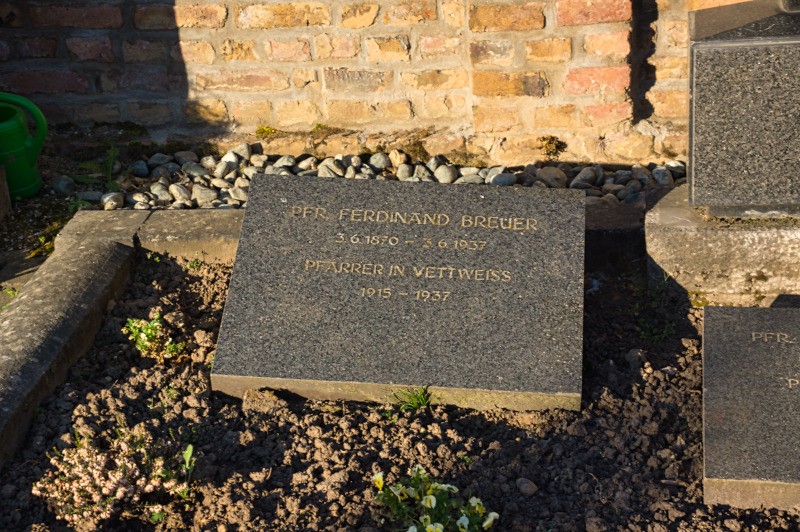 PFR. FERDINAND BREUER
3.6.1870 – 3.6.1937
PFARRER IN VETTWEISS
1915 – 1937
PFR.
P